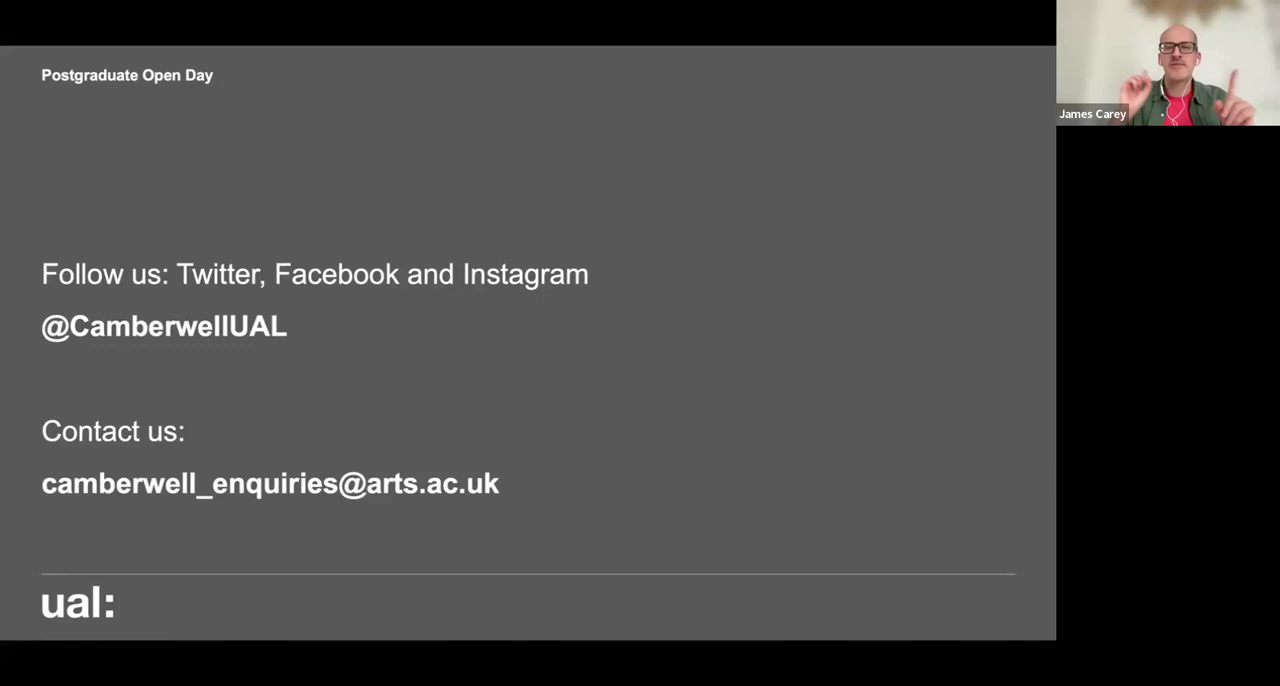 Postgraduate Open Day
James Carey
Follow us: Twitter, Facebook and Instagram
@CamberwellUAL
Contact us:
camberwell_enquiries@arts.ac.uk
ual: